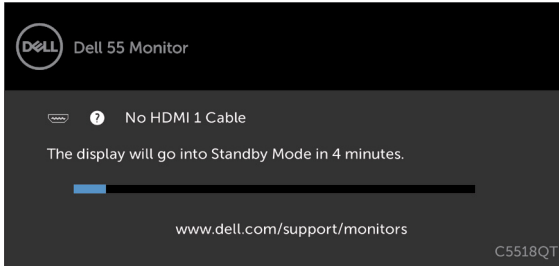 DELL
Dell 55 Monitor
? No HDMI 1 Cable
The display will go into Standby Mode in 4 minutes.
www.dell.com/support/monitors
C5518QT